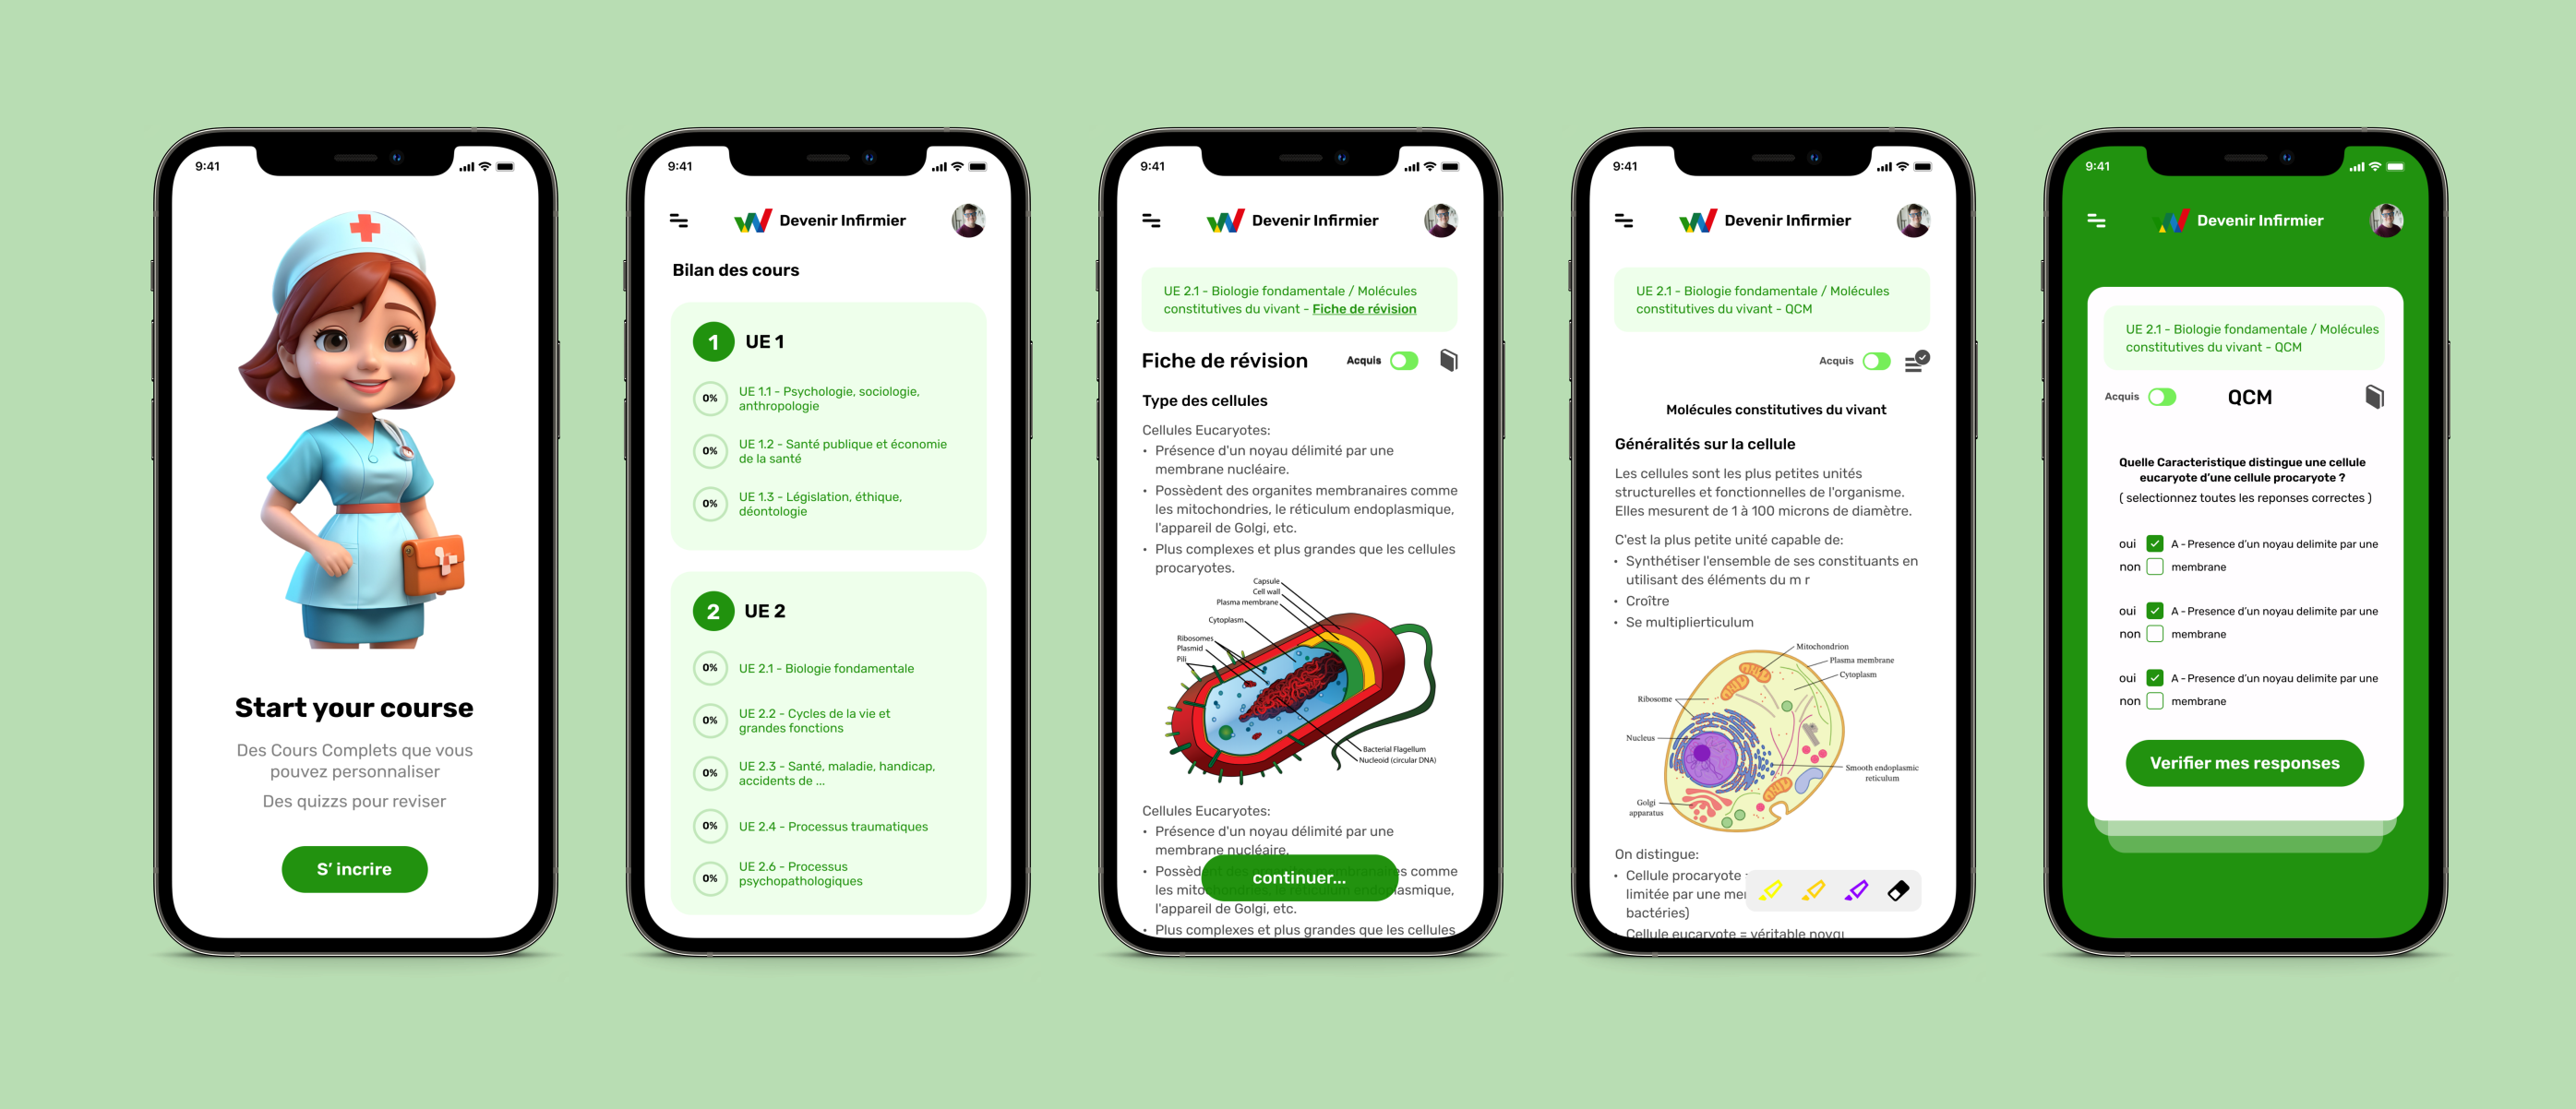 9:41
Start your course
Des Cours Complets que vous
pouvez personnaliser
Des quizzs pour reviser
S' incrire
9:41
Devenir Infirmier
Bilan des cours
1 UE 1
0% UE 1.1 - Psychologie, sociologie,
anthropologie
0% UE 1.2 - Santé publique et économie
de la santé
0% UE 1.3 - Législation, éthique,
déontologie
2 UE 2
0% UE 2.1 - Biologie fondamentale
0% UE 2.2 - Cycles de la vie et
grandes fonctions
0% UE 2.3 - Santé, maladie, handicap,
accidents de ...
0% UE 2.4 - Processus traumatiques
0% UE 2.6 - Processus
psychopathologiques
9:41
Devenir Infirmier
UE 2.1 - Biologie fondamentale / Molécules
constitutives du vivant - Fiche de révision
Fiche de révision Acquis
Type des cellules
Cellules Eucaryotes:
• Présence d'un noyau délimité par une
membrane nucléaire.
• Possèdent des organites membranaires comme
les mitochondries, le réticulum endoplasmique,
l'appareil de Golgi, etc.
• Plus complexes et plus grandes que les cellules
procaryotes.
Capsule
Cell wall
Plasma membrane
Cytoplasm
Ribosomes
Plasmid
Pili
Bacterial Flagellum
Nucleoid (circular DNA)
Cellules Eucaryotes:
• Présence d'un noyau délimité par une
membrane nucléaire.
• Possèdent des organites membranaires comme
continuer...
les mitochondries, le réticulum endoplasmique,
l'appareil de Golgi, etc.
• Plus complexes et plus grandes que les cellules
9:41
Devenir Infirmier
UE 2.1 - Biologie fondamentale / Molécules
constitutives du vivant - QCM
Acquis
Molécules constitutives du vivant
Généralités sur la cellule
Les cellules sont les plus petites unités
structurelles et fonctionnelles de l'organisme.
Elles mesurent de 1 à 100 microns de diamètre.
C'est la plus petite unité capable de:
• Synthétiser l'ensemble de ses constituants en
utilisant des éléments du m r
• Croître
• Se multiplierticulum
Mitochondrion
Plasma membrane
Cytoplasm
Ribosome
Nucleus
Smooth endoplasmic
reticulum
Golgi
apparatus
On distingue:
• Cellule procaryote
limitée par une
bactéries)
• Cellule eucaryote = véritable
9:41
Devenir Infirmier
UE 2.1 - Biologie fondamentale / Molécules
constitutives du vivant - QCM
Acquis QCM
Quelle Caracteristique distingue une cellule
eucaryote d'une cellule procaryote ?
( selectionnez toutes les reponses correctes )
oui A - Presence d'un noyau delimite par une
non membrane
oui A - Presence d'un noyau delimite par une
non membrane
oui A - Presence d'un noyau delimite par une
non membrane
Verifier mes responses